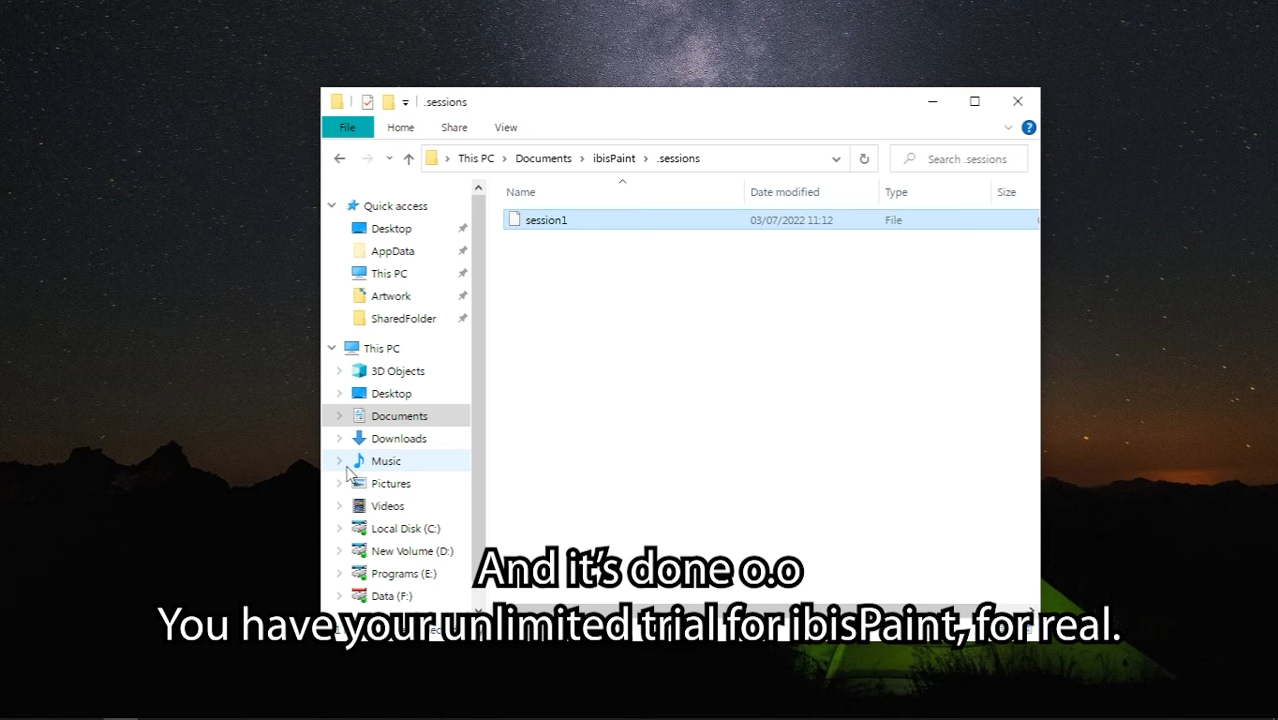 .sessions
File Home Share View
This PC Documents ibisPaint .sessions
Search .sessions
Name Date modified Type Size
session1 03/07/2022 11:12 File
Quick access
Desktop
AppData
This PC
Artwork
SharedFolder
This PC
3D Objects
Desktop
Documents
Downloads
Music
Pictures
Videos
Local Disk (C:)
New Volume (D:)
Programs (E:)
Data (F:)
And it's done o.o
You have your unlimited trial for ibisPaint, for real.